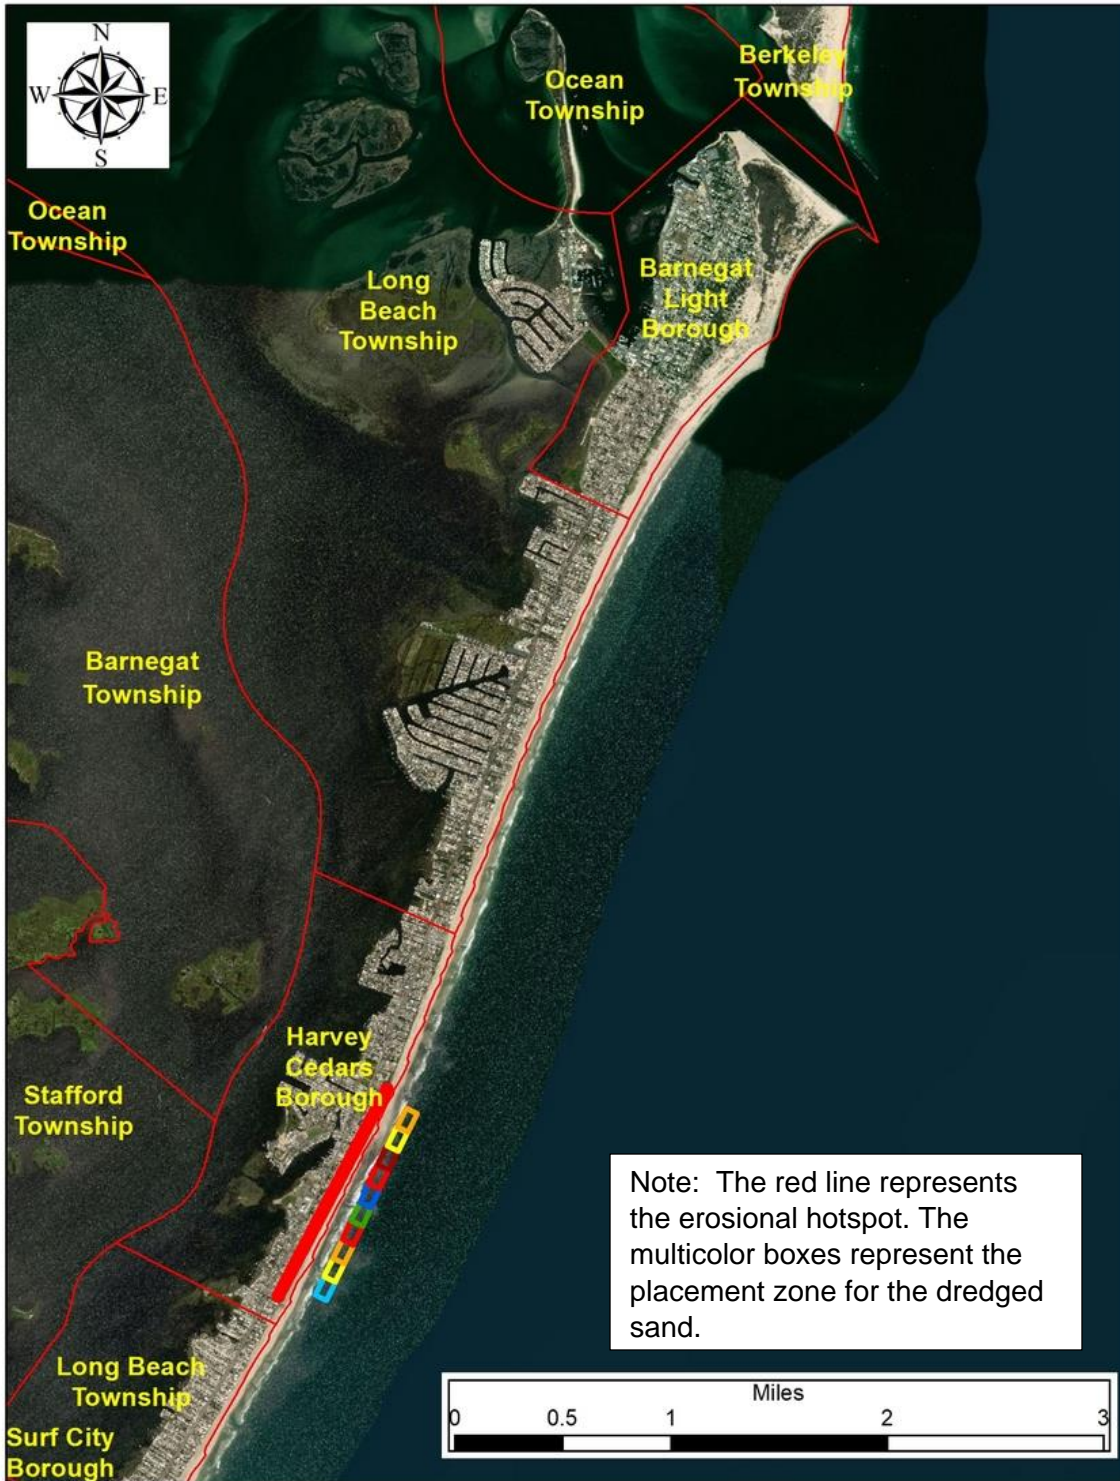 N
W E
S
Berkeley
Township
Ocean
Township
Ocean
Township
Long
Beach
Township
Barnegat
Light
Borough
Barnegat
Township
Harvey
Cedars
Borough
Stafford
Township
Note: The red line represents
the erosional hotspot. The
multicolor boxes represent the
placement zone for the dredged
sand.
Long Beach
Township
Surf City
Borough
Miles
0 0.5 1 2 3